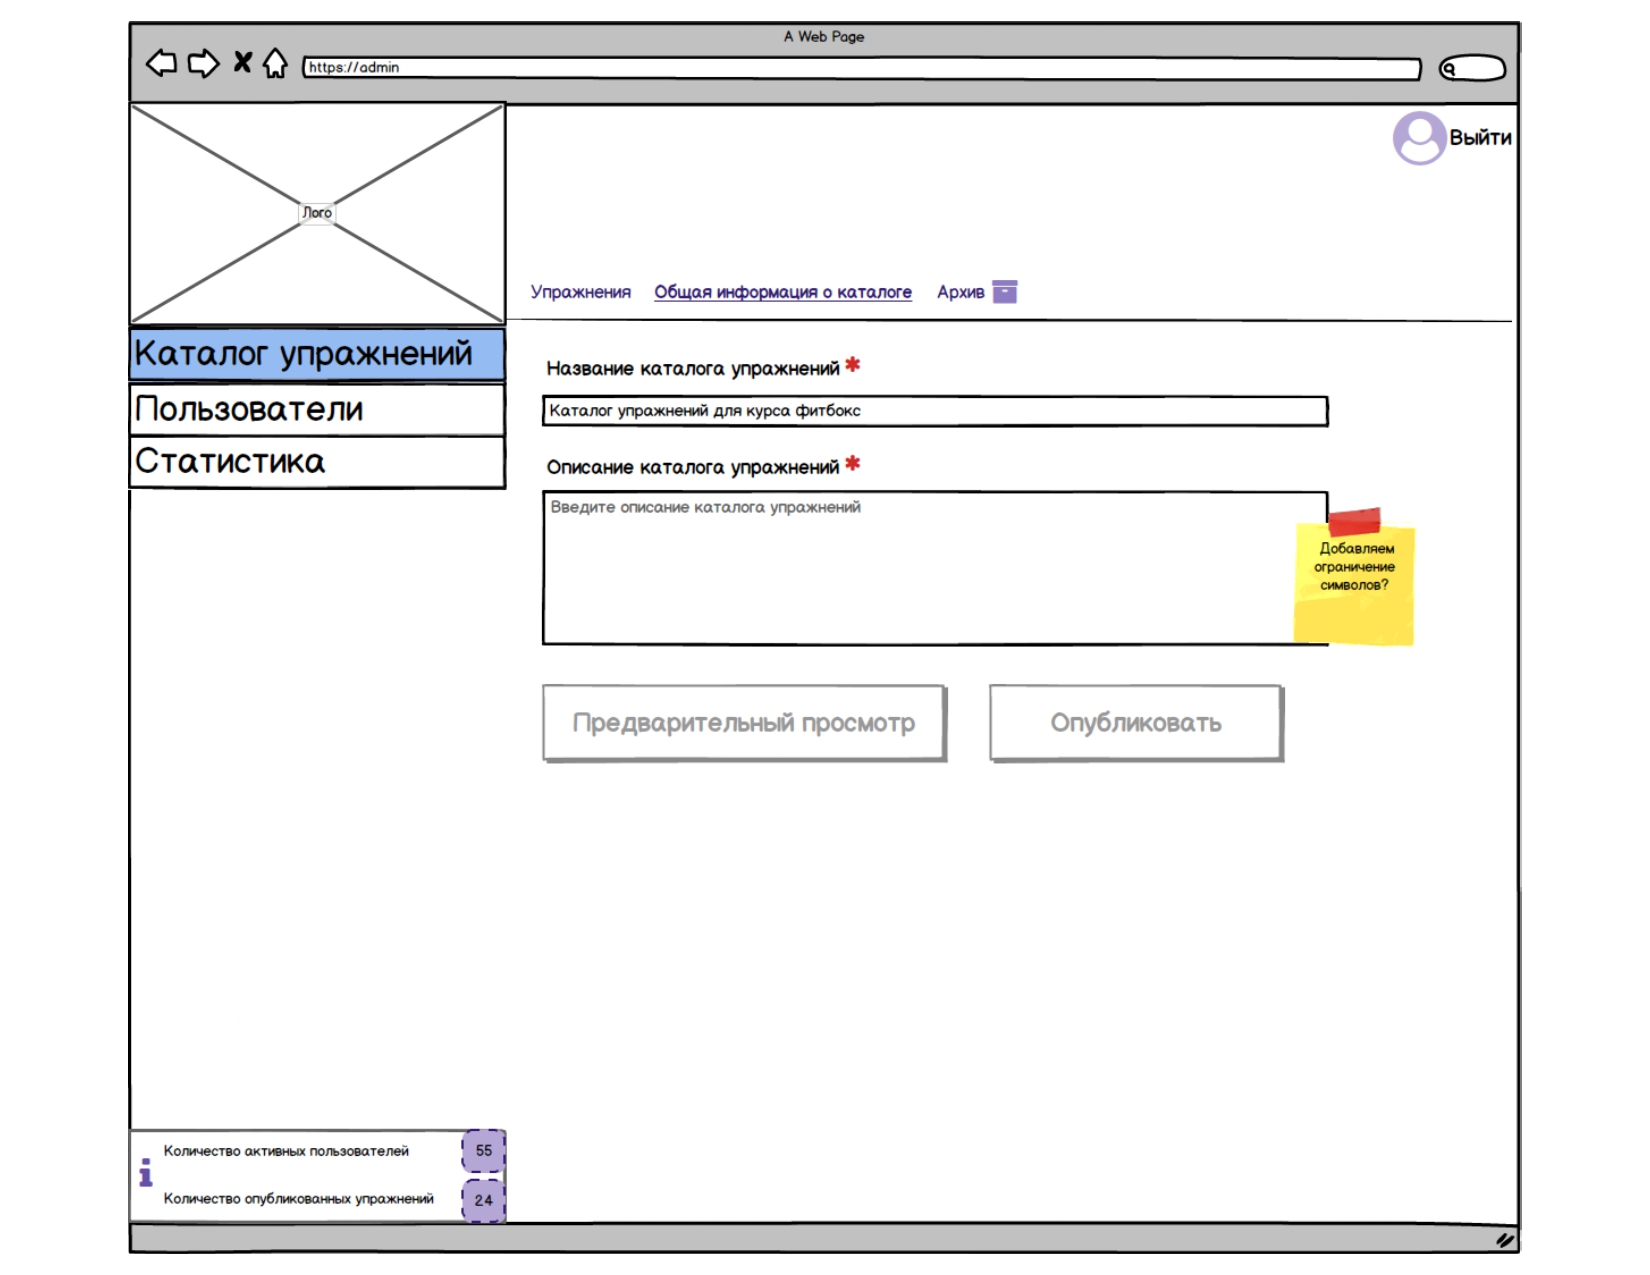 A Web Page
https://admin
Выйти
Лого
Упражнения Общая информация о каталоге Архив
Каталог упражнений
Пользователи
Статистика
Название каталога упражнений *
Каталог упражнений для курса фитбокс
Описание каталога упражнений *
Введите описание каталога упражнений
Добавляем
ограничение
символов?
Предварительный просмотр Опубликовать
Количество активных пользователей 55
Количество опубликованных упражнений 24